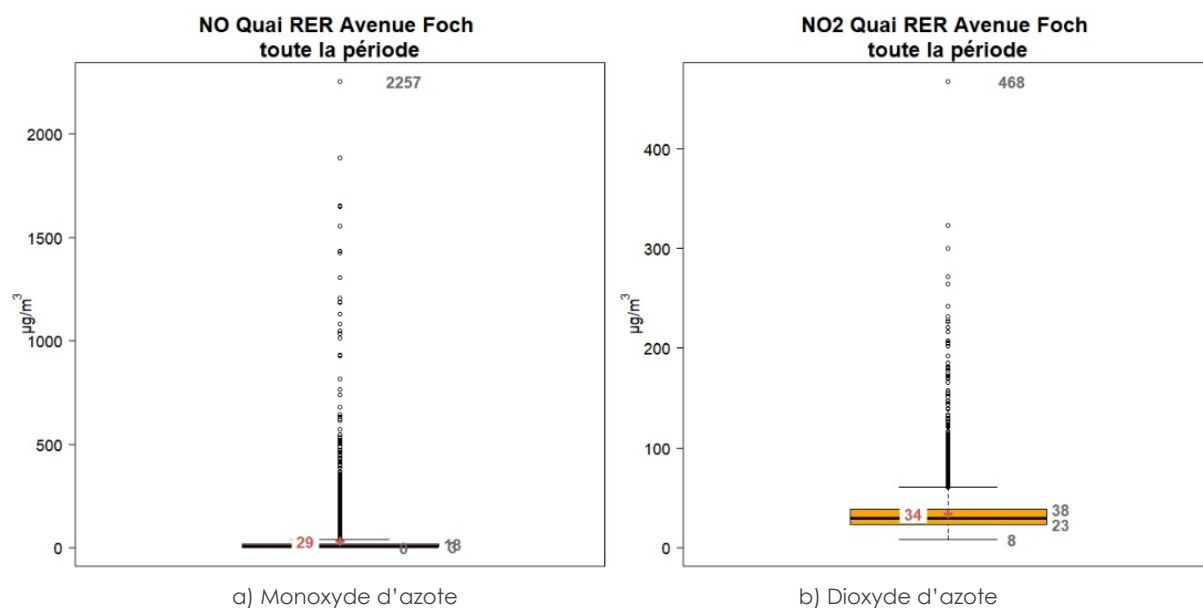 NO Quai RER Avenue Foch
toute la période
µg/m³
2000
1500
1000
500
0
2257
29
0
18
a) Monoxyde d'azote
NO2 Quai RER Avenue Foch
toute la période
µg/m³
400
300
200
100
0
468
34
38
23
8
b) Dioxyde d'azote